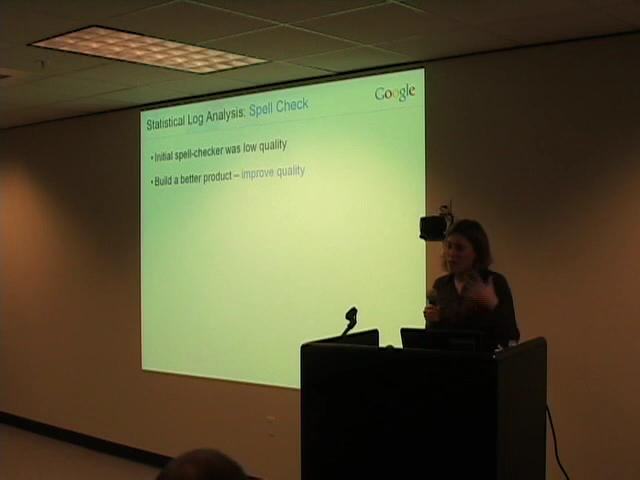 Google
Statistical Log Analysis: Spell Check
• Initial spell-checker was low quality
• Build a better product – improve quality